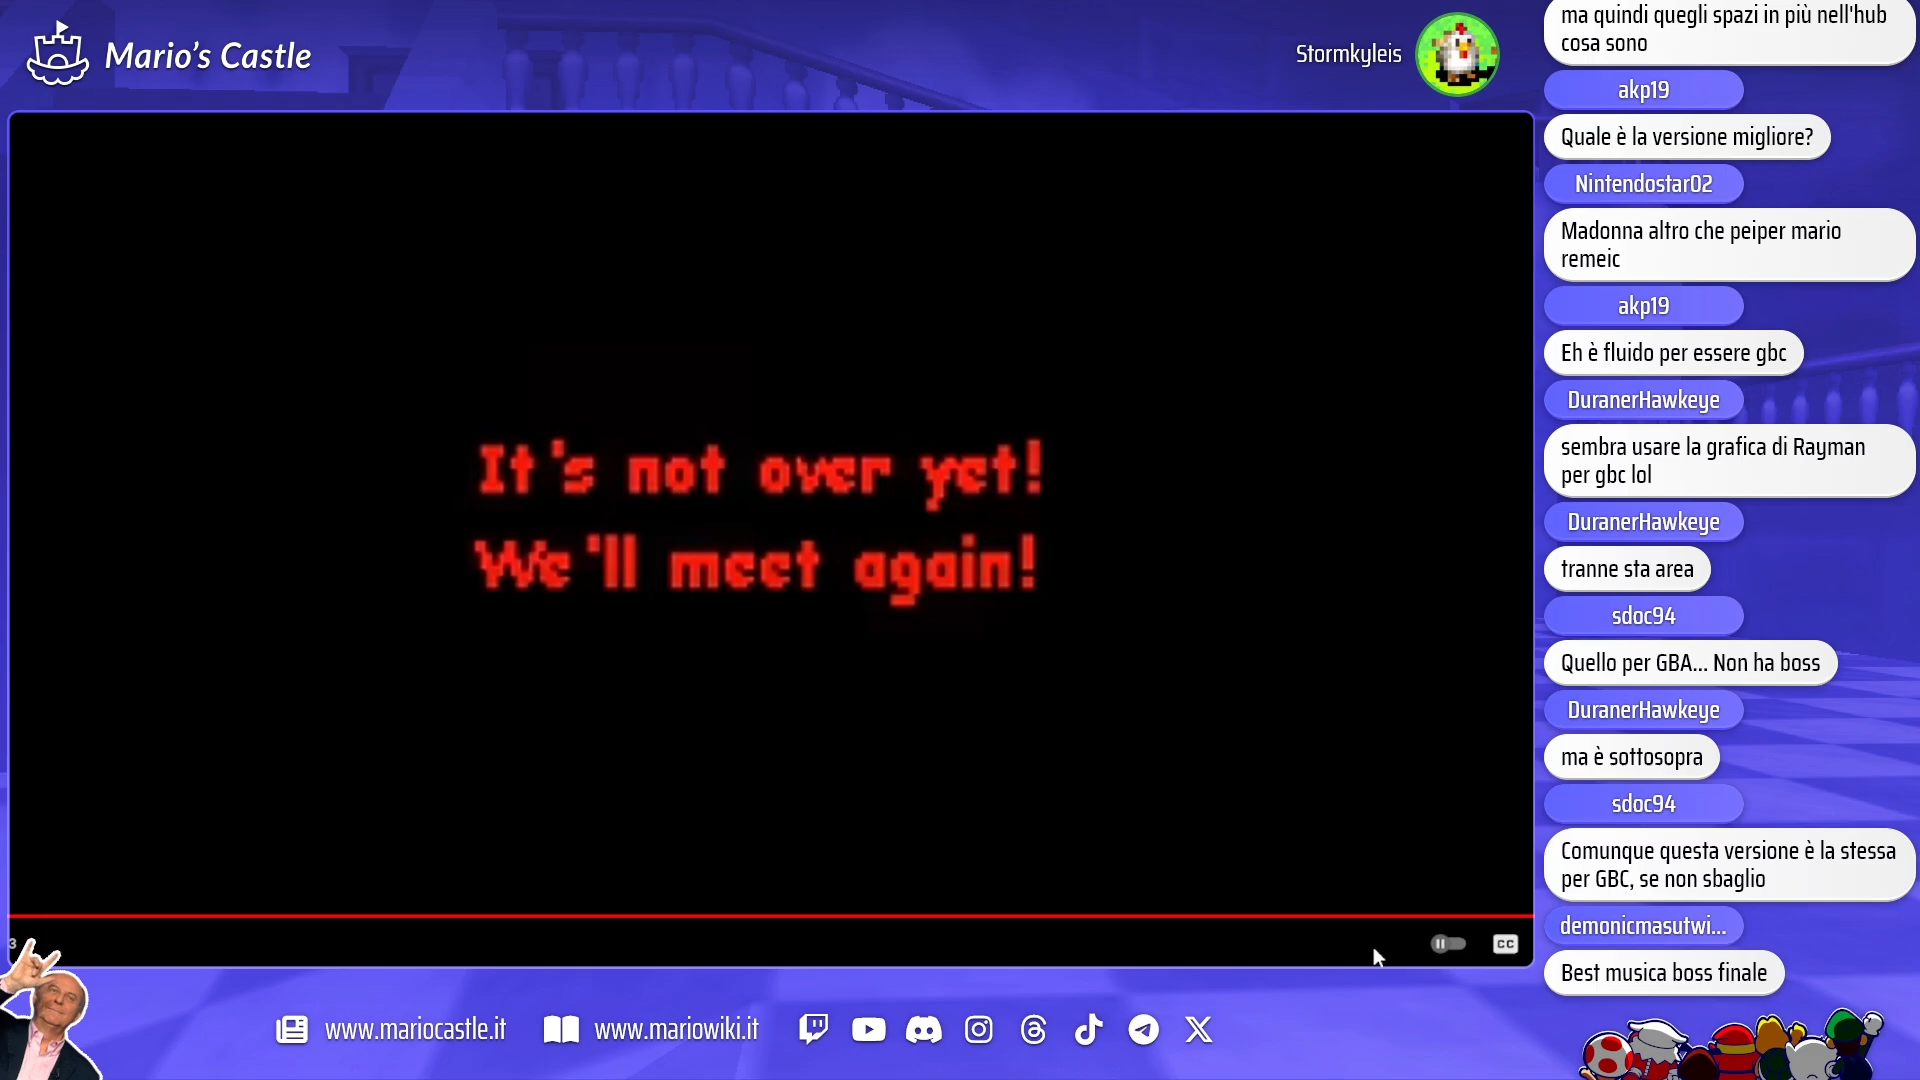 Mario's Castle
Stormkyleis
It's not over yet!
We'll meet again!
3
CC
www.mariocastle.it
www.mariowiki.it
ma quindi quegli spazi in più nell'hub
cosa sono
akp19
Quale è la versione migliore?
Nintendostar02
Madonna altro che peiper mario
remeic
akp19
Eh è fluido per essere gbc
DuranerHawkeye
sembra usare la grafica di Rayman
per gbc lol
DuranerHawkeye
tranne sta area
sdoc94
Quello per GBA... Non ha boss
DuranerHawkeye
ma è sottosopra
sdoc94
Comunque questa versione è la stessa
per GBC, se non sbaglio
demonicmasutwi...
Best musica boss finale